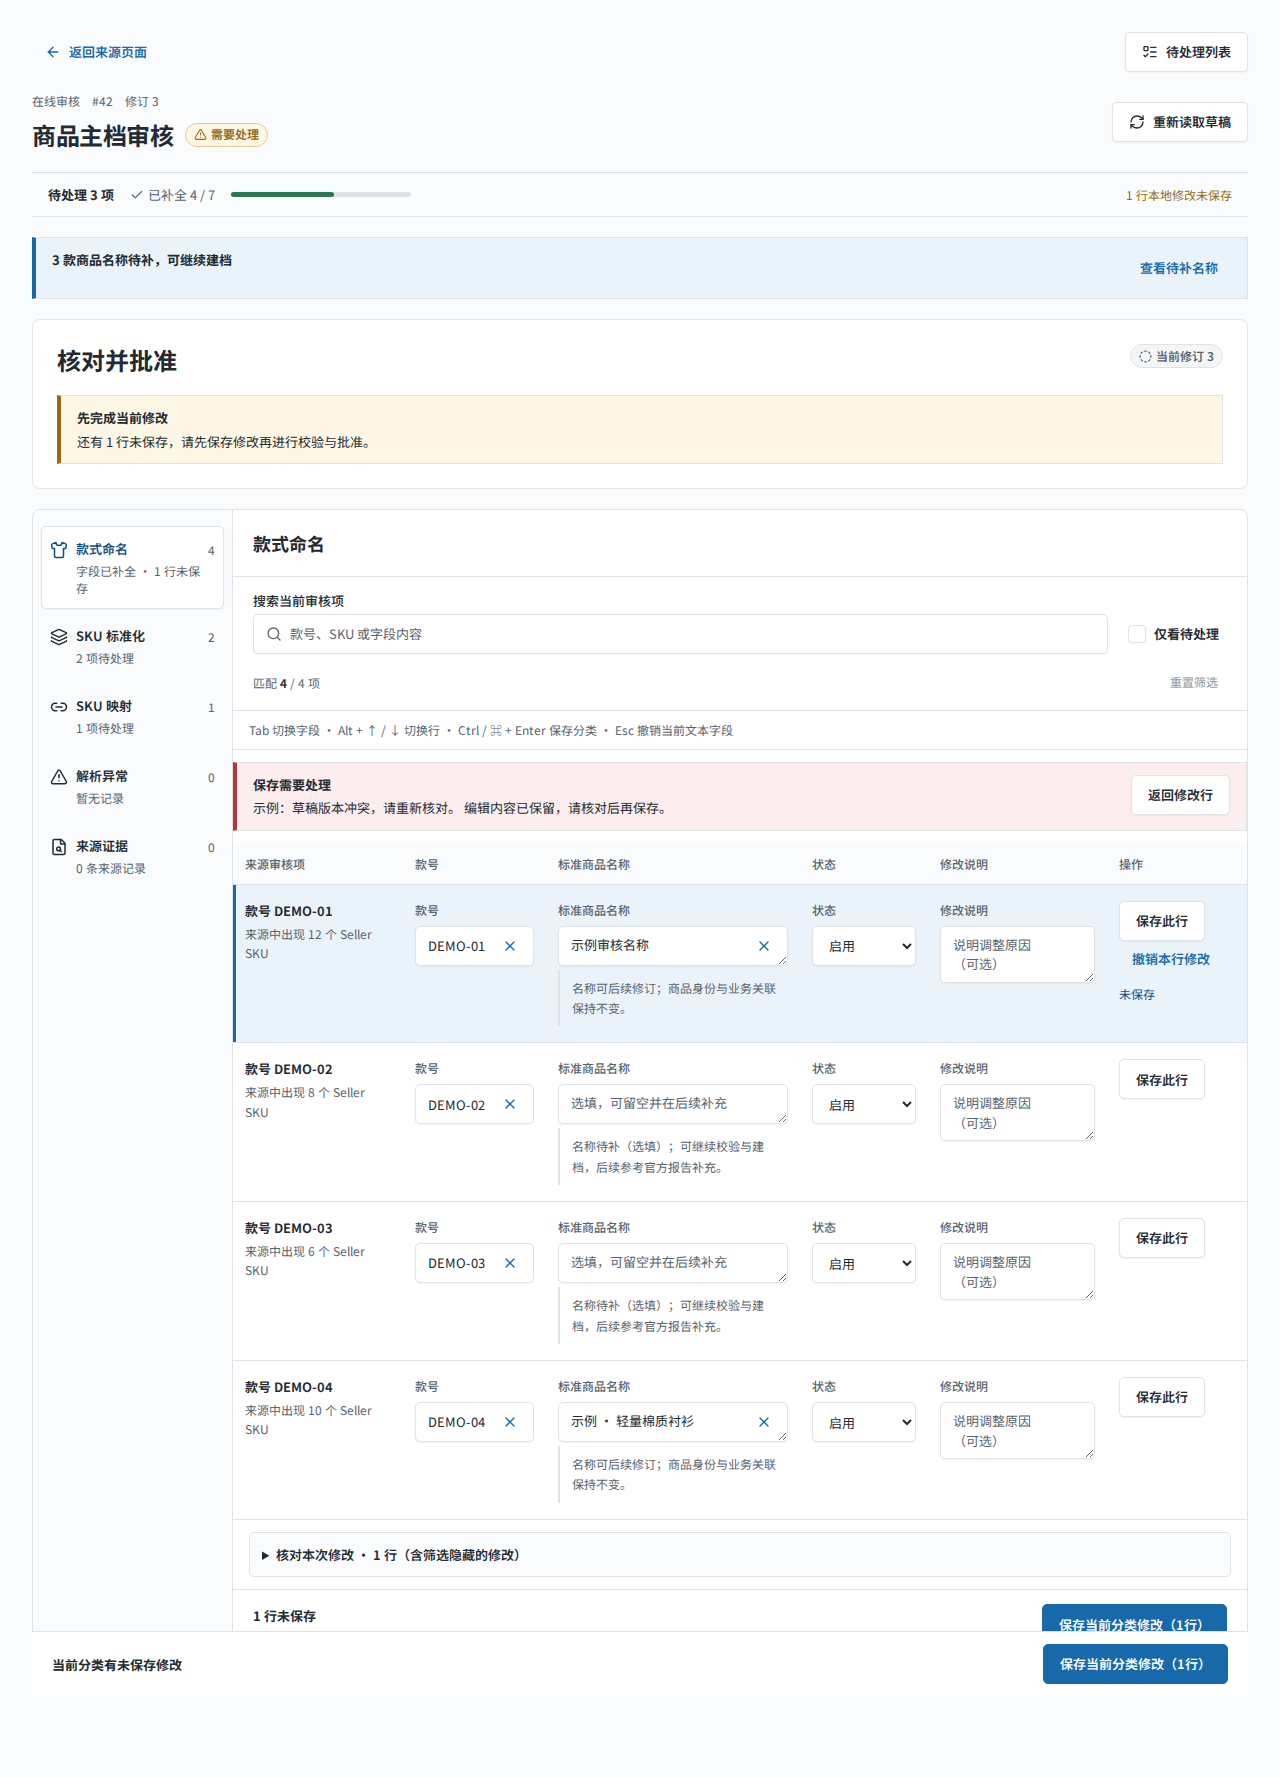 返回来源页面
待处理列表
在线审核 #42 修订 3
商品主档审核 需要处理
重新读取草稿
待处理 3 项 已补全 4 / 7
1 行本地修改未保存
3 款商品名称待补，可继续建档
查看待补名称
核对并批准
当前修订 3
先完成当前修改
还有 1 行未保存，请先保存修改再进行校验与批准。
款式命名 4
字段已补全 · 1 行未保
存
SKU 标准化 2
2 项待处理
SKU 映射 1
1 项待处理
解析异常 0
暂无记录
来源证据 0
0 条来源记录
款式命名
搜索当前审核项
款号、SKU 或字段内容
仅看待处理
匹配 4 / 4 项
重置筛选
Tab 切换字段 · Alt + ↑ / ↓ 切换行 · Ctrl / ⌘ + Enter 保存分类 · Esc 撤销当前文本字段
保存需要处理
示例：草稿版本冲突，请重新核对。 编辑内容已保留，请核对后再保存。
返回修改行
来源审核项 款号 标准商品名称 状态 修改说明 操作
款号 DEMO-01
来源中出现 12 个 Seller
SKU
款号
DEMO-01
标准商品名称
示例审核名称
名称可后续修订；商品身份与业务关联
保持不变。
状态
启用
修改说明
说明调整原因
（可选）
保存此行
撤销本行修改
未保存
款号 DEMO-02
来源中出现 8 个 Seller
SKU
款号
DEMO-02
标准商品名称
选填，可留空并在后续补充
名称待补（选填）；可继续校验与建
档，后续参考官方报告补充。
状态
启用
修改说明
说明调整原因
（可选）
保存此行
款号 DEMO-03
来源中出现 6 个 Seller
SKU
款号
DEMO-03
标准商品名称
选填，可留空并在后续补充
名称待补（选填）；可继续校验与建
档，后续参考官方报告补充。
状态
启用
修改说明
说明调整原因
（可选）
保存此行
款号 DEMO-04
来源中出现 10 个 Seller
SKU
款号
DEMO-04
标准商品名称
示例 · 轻量棉质衬衫
名称可后续修订；商品身份与业务关联
保持不变。
状态
启用
修改说明
说明调整原因
（可选）
保存此行
核对本次修改 · 1 行（含筛选隐藏的修改）
1 行未保存
保存当前分类修改（1行）
当前分类有未保存修改
保存当前分类修改（1行）